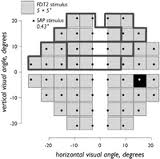 FDT2 stimulus
5 × 5°
SAP stimulus
0.43°
vertical visual angle, degrees
20
10
0
-10
-20
-20
-10
0
10
20
horizontal visual angle, degrees